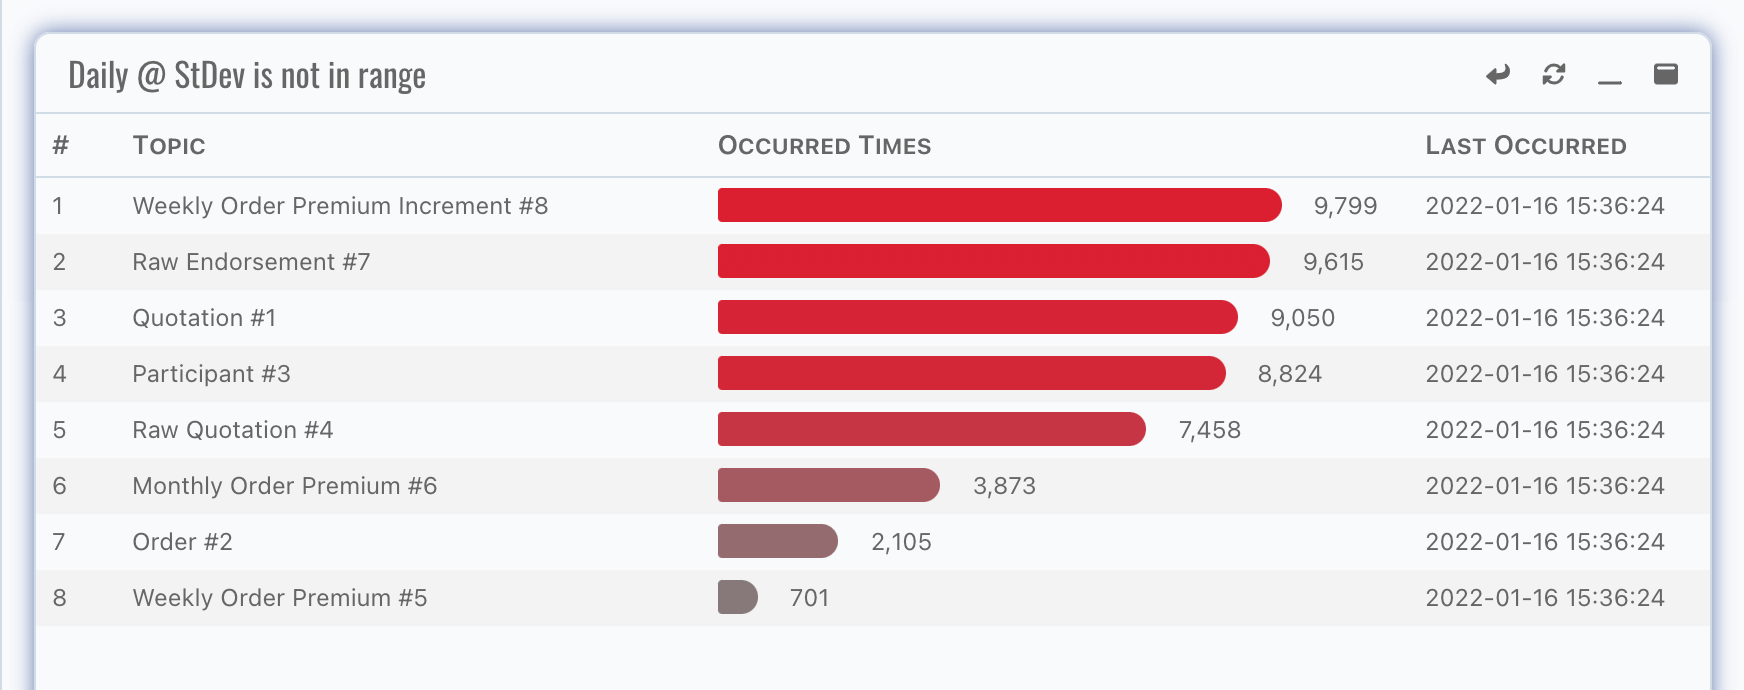 Daily @ StDev is not in range
# Topic Occurred Times Last Occurred
1 Weekly Order Premium Increment #8 9,799 2022-01-16 15:36:24
2 Raw Endorsement #7 9,615 2022-01-16 15:36:24
3 Quotation #1 9,050 2022-01-16 15:36:24
4 Participant #3 8,824 2022-01-16 15:36:24
5 Raw Quotation #4 7,458 2022-01-16 15:36:24
6 Monthly Order Premium #6 3,873 2022-01-16 15:36:24
7 Order #2 2,105 2022-01-16 15:36:24
8 Weekly Order Premium #5 701 2022-01-16 15:36:24